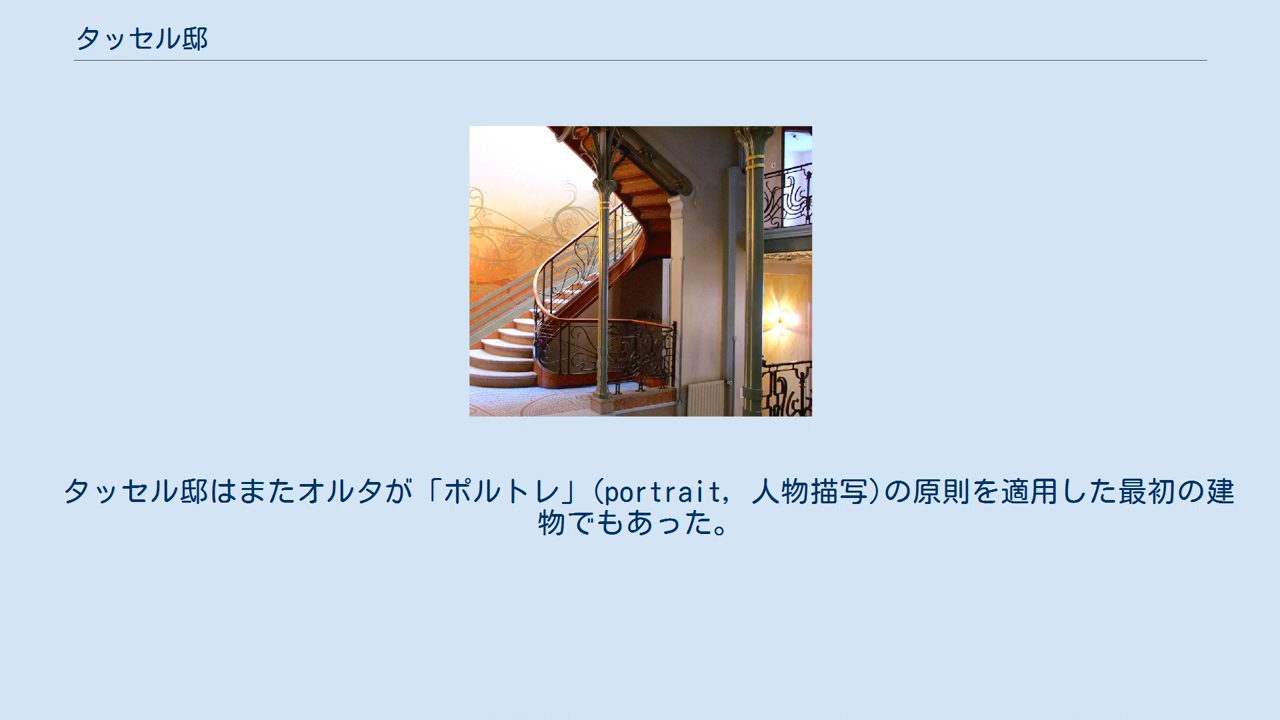 タッセル邸
タッセル邸はまたオルタが「ポルトレ」(portrait, 人物描写)の原則を適用した最初の建
物でもあった。